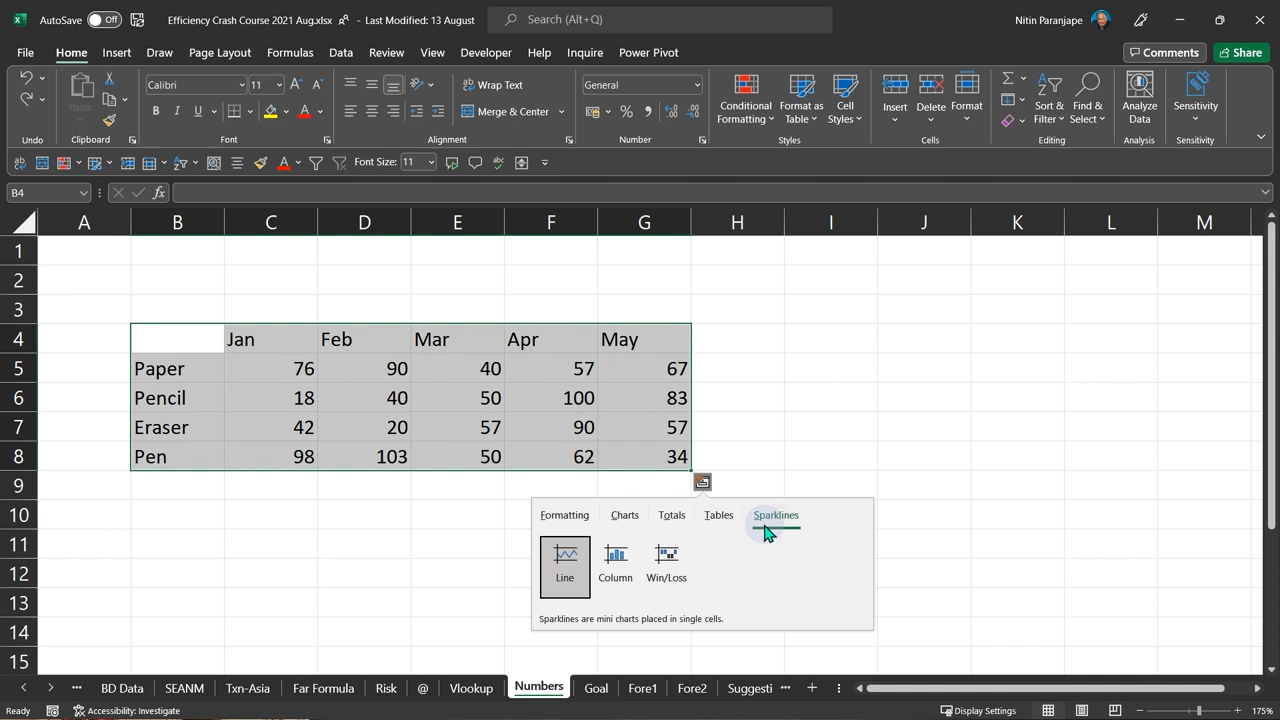 AutoSave Off Efficiency Crash Course 2021 Aug.xlsx - Last Modified: 13 August Search (Alt+Q) Nitin Paranjape
File Home Insert Draw Page Layout Formulas Data Review View Developer Help Inquire Power Pivot Comments Share
Calibri 11 Wrap Text General
Paste Merge & Center Conditional Formatting Format as Table Cell Styles Insert Delete Format Sort & Filter Find & Select Analyze Data Sensitivity
Undo Clipboard Font Alignment Number Styles Cells Editing Analysis Sensitivity
Font Size: 11
B4 fx
A B C D E F G H I J K L M
1
2
3
4 Jan Feb Mar Apr May
5 Paper 76 90 40 57 67
6 Pencil 18 40 50 100 83
7 Eraser 42 20 57 90 57
8 Pen 98 103 50 62 34
9
10 Formatting Charts Totals Tables Sparklines
11
12 Line Column Win/Loss
13 Sparklines are mini charts placed in single cells.
14
15
BD Data SEANM Txn-Asia Far Formula Risk @ Vlookup Numbers Goal Fore1 Fore2 Suggesti ...
Ready Accessibility: Investigate Display Settings 175%